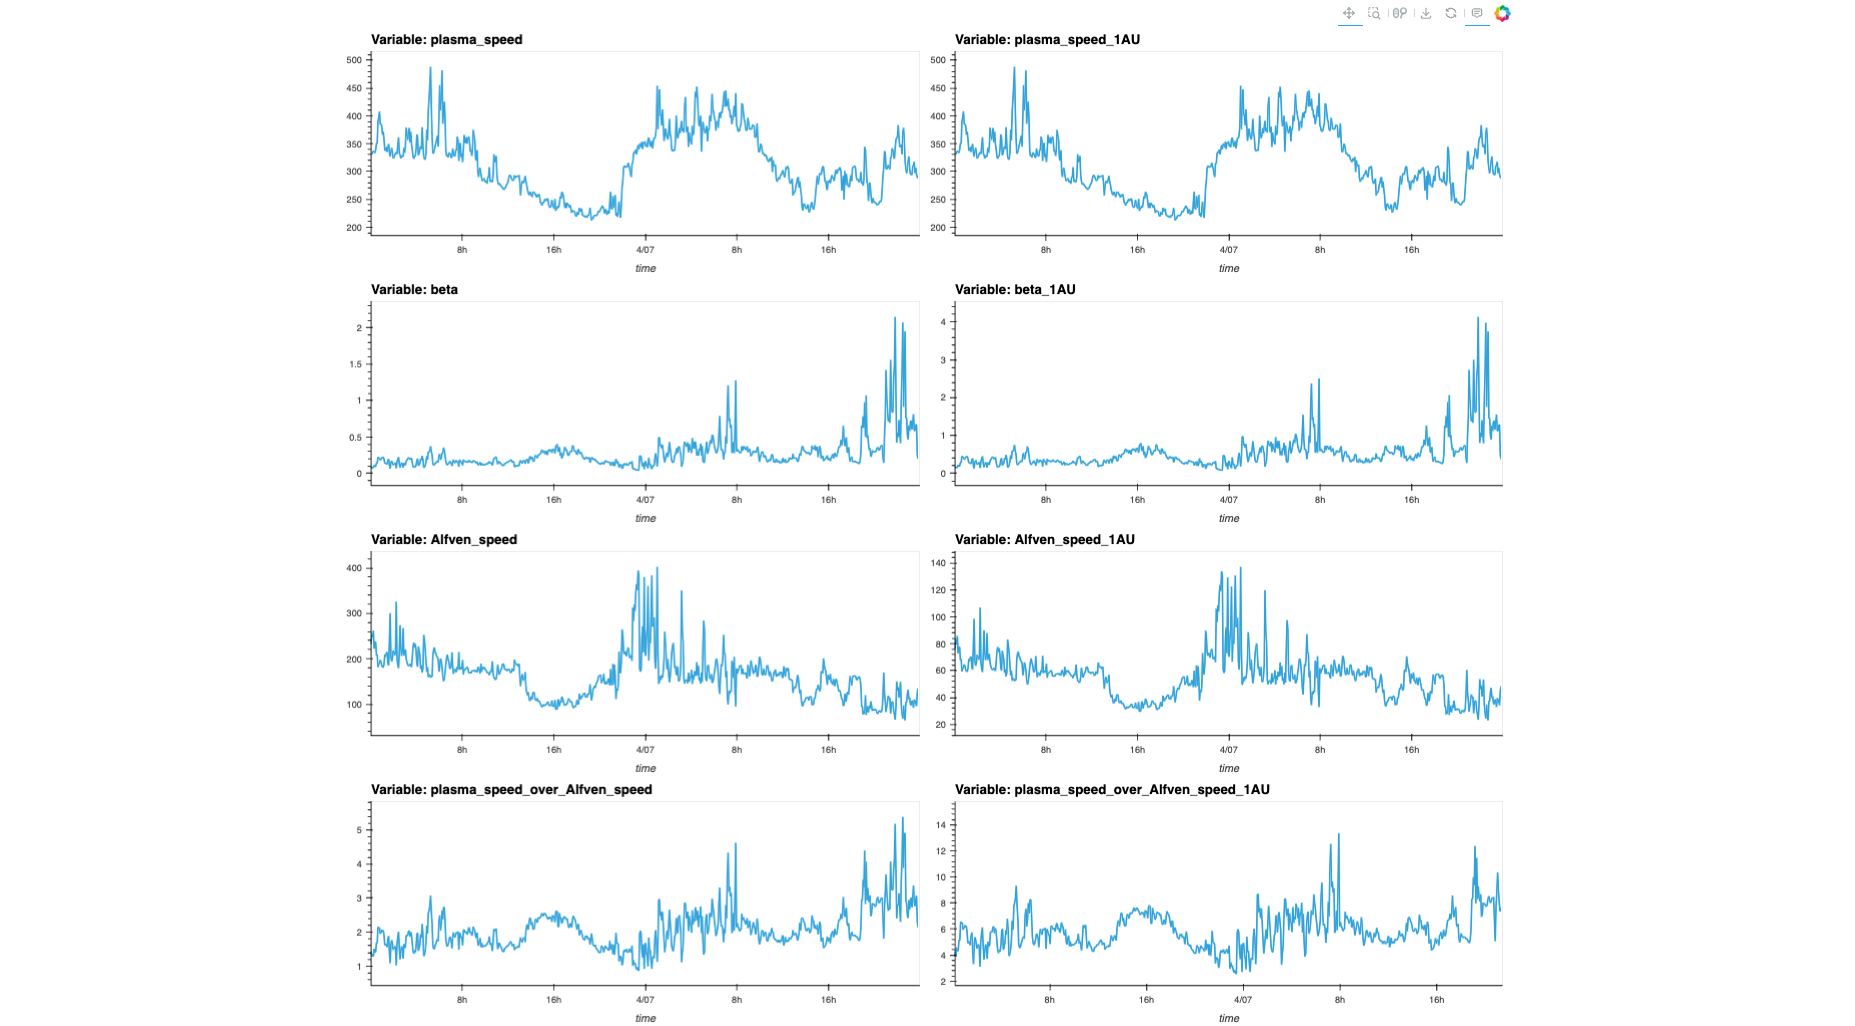 Variable: plasma_speed
500
450
400
350
300
250
200
8h
16h
4/07
8h
16h
time
Variable: plasma_speed_1AU
500
450
400
350
300
250
200
8h
16h
4/07
8h
16h
time
Variable: beta
2
1.5
1
0.5
0
8h
16h
4/07
8h
16h
time
Variable: beta_1AU
4
3
2
1
0
8h
16h
4/07
8h
16h
time
Variable: Alfven_speed
400
300
200
100
8h
16h
4/07
8h
16h
time
Variable: Alfven_speed_1AU
140
120
100
80
60
40
20
8h
16h
4/07
8h
16h
time
Variable: plasma_speed_over_Alfven_speed
5
4
3
2
1
8h
16h
4/07
8h
16h
time
Variable: plasma_speed_over_Alfven_speed_1AU
14
12
10
8
6
4
2
8h
16h
4/07
8h
16h
time